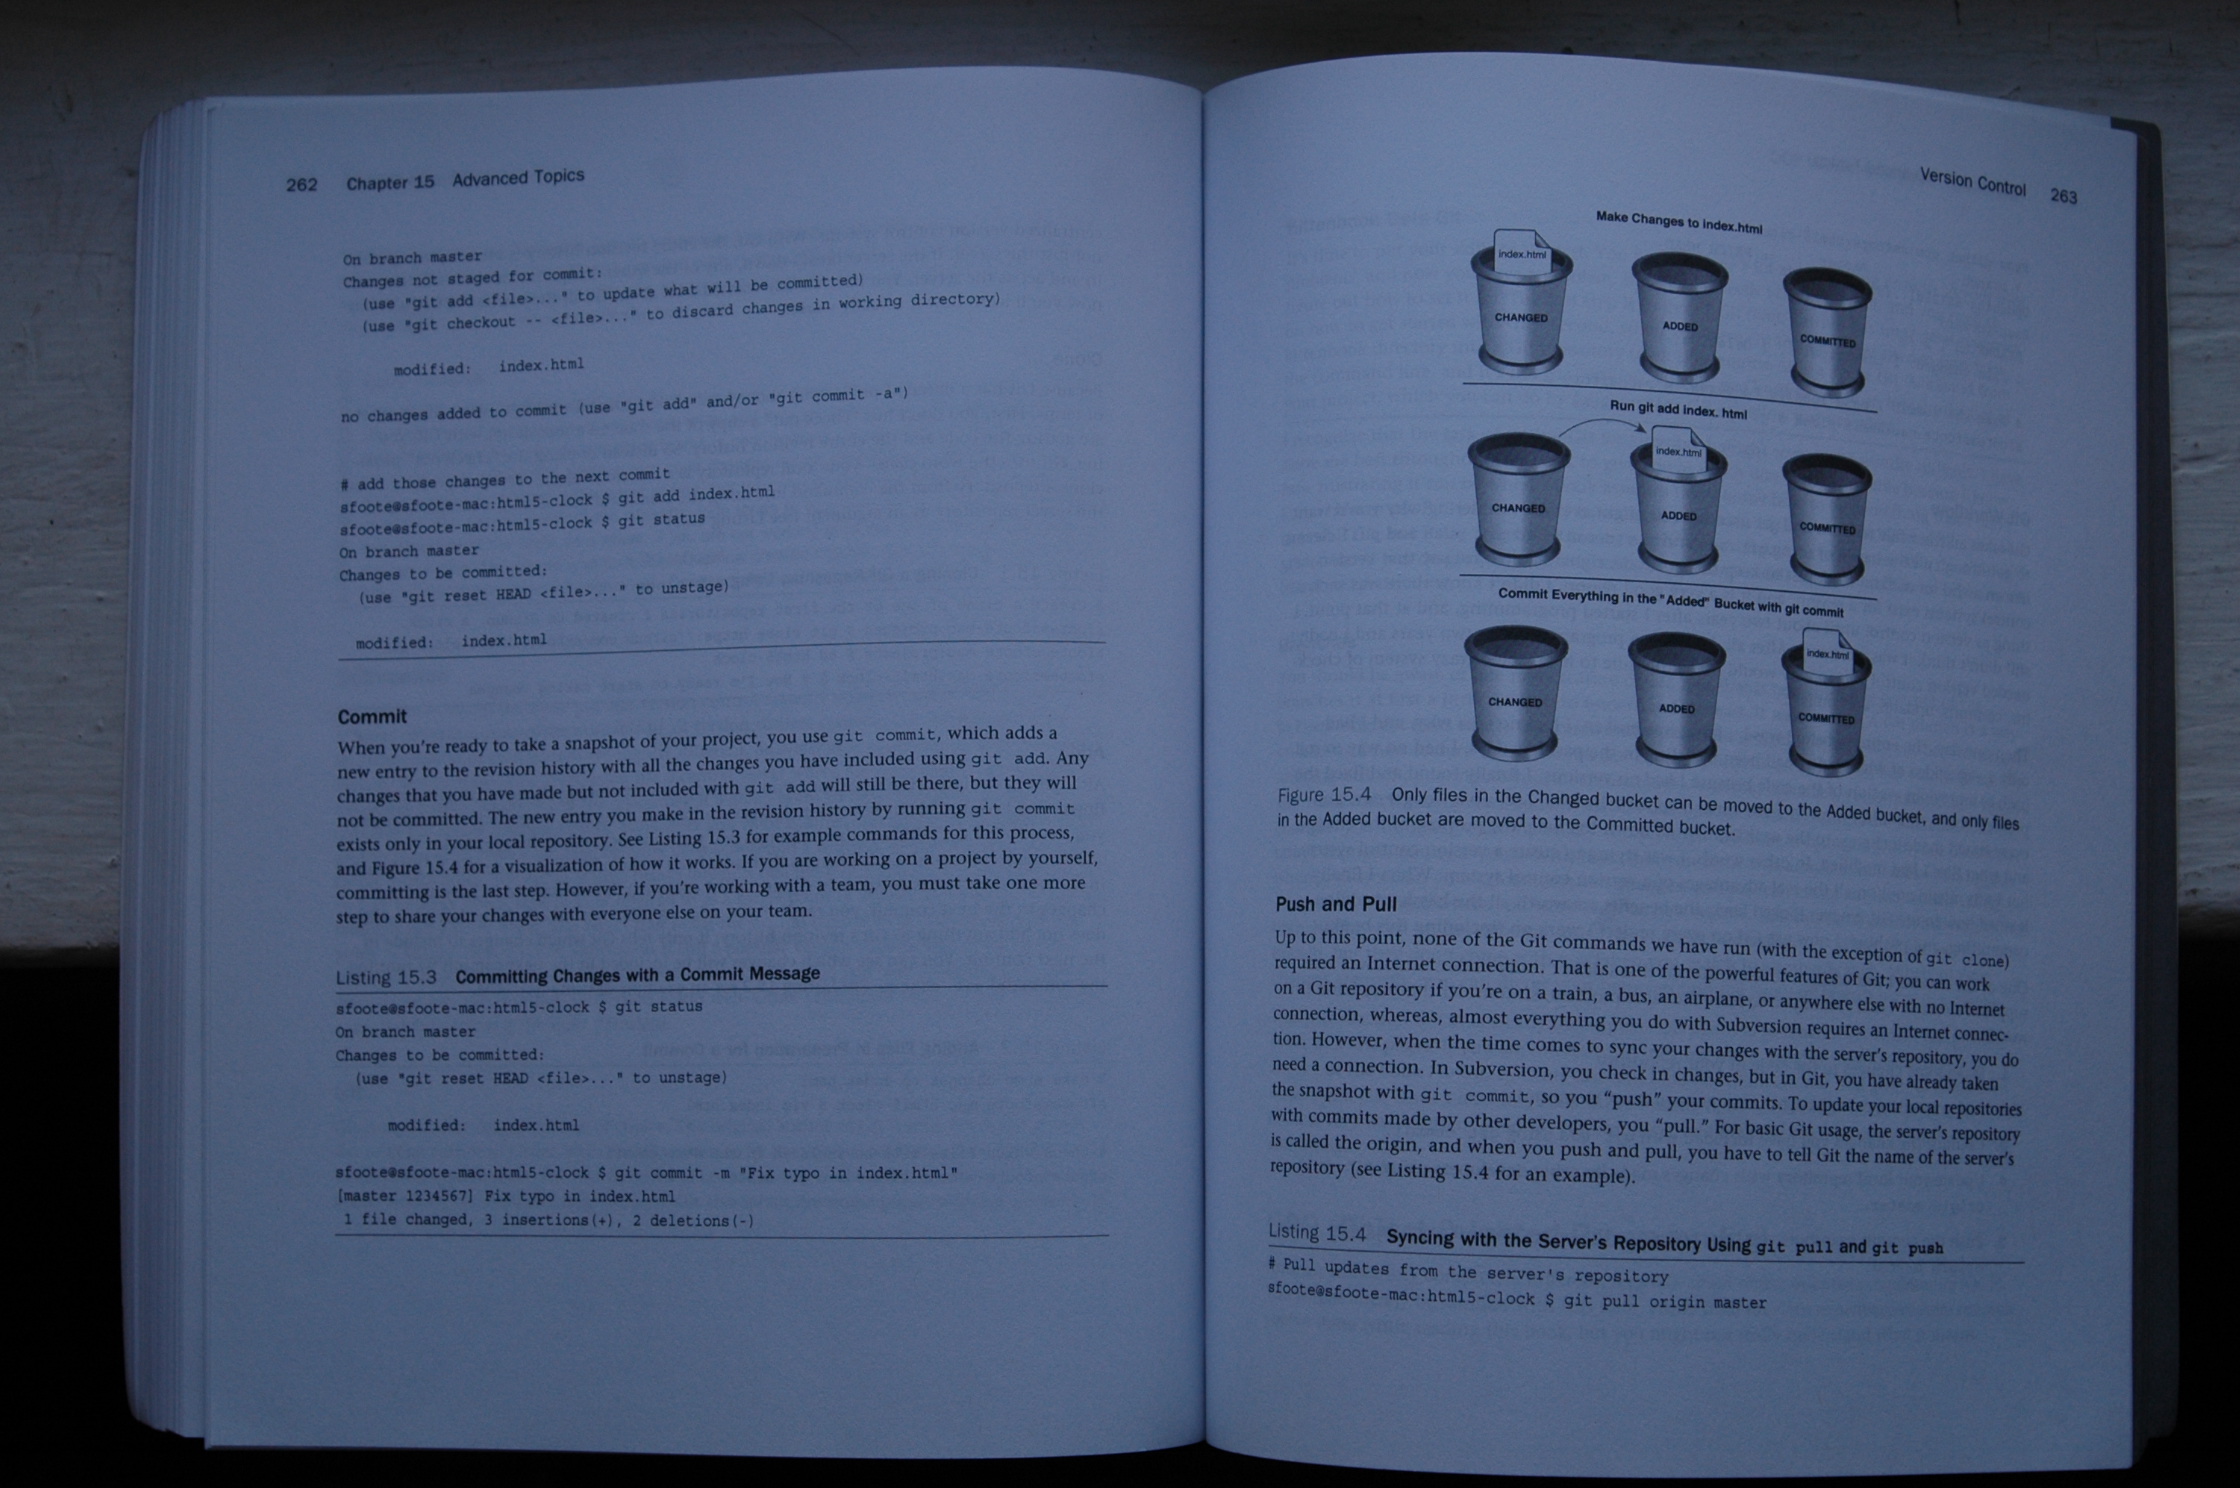 262 Chapter 15 Advanced Topics
On branch master
Changes not staged for commit:
(use "git add <file>..." to update what will be committed)
(use "git checkout -- <file>..." to discard changes in working directory)
modified: index.html
no changes added to commit (use "git add" and/or "git commit -a")
# add those changes to the next commit
sfoote@sfoote-mac:html5-clock $ git add index.html
sfoote@sfoote-mac:html5-clock $ git status
On branch master
Changes to be committed:
(use "git reset HEAD <file>..." to unstage)
modified: index.html
Commit
When you're ready to take a snapshot of your project, you use git commit, which adds a
new entry to the revision history with all the changes you have included using git add. Any
changes that you have made but not included with git add will still be there, but they will
not be committed. The new entry you make in the revision history by running git commit
exists only in your local repository. See Listing 15.3 for example commands for this process,
and Figure 15.4 for a visualization of how it works. If you are working on a project by yourself,
committing is the last step. However, if you're working with a team, you must take one more
step to share your changes with everyone else on your team.
Listing 15.3 Committing Changes with a Commit Message
sfoote@sfoote-mac:html5-clock $ git status
On branch master
Changes to be committed:
(use "git reset HEAD <file>..." to unstage)
modified: index.html
sfoote@sfoote-mac:html5-clock $ git commit -m "Fix typo in index.html"
[master 1234567] Fix typo in index.html
1 file changed, 3 insertions(+), 2 deletions(-)
Version Control 263
Make Changes to index.html
index.html
CHANGED ADDED COMMITTED
Run git add index. html
index.html
CHANGED ADDED COMMITTED
Commit Everything in the "Added" Bucket with git commit
index.html
CHANGED ADDED COMMITTED
Figure 15.4 Only files in the Changed bucket can be moved to the Added bucket, and only files
in the Added bucket are moved to the Committed bucket.
Push and Pull
Up to this point, none of the Git commands we have run (with the exception of git clone)
required an Internet connection. That is one of the powerful features of Git; you can work
on a Git repository if you're on a train, a bus, an airplane, or anywhere else with no Internet
connection, whereas, almost everything you do with Subversion requires an Internet connec-
tion. However, when the time comes to sync your changes with the server's repository, you do
need a connection. In Subversion, you check in changes, but in Git, you have already taken
the snapshot with git commit, so you “push” your commits. To update your local repositories
with commits made by other developers, you “pull.” For basic Git usage, the server's repository
is called the origin, and when you push and pull, you have to tell Git the name of the server's
repository (see Listing 15.4 for an example).
Listing 15.4 Syncing with the Server's Repository Using git pull and git push
# Pull updates from the server's repository
sfoote@sfoote-mac:html5-clock $ git pull origin master